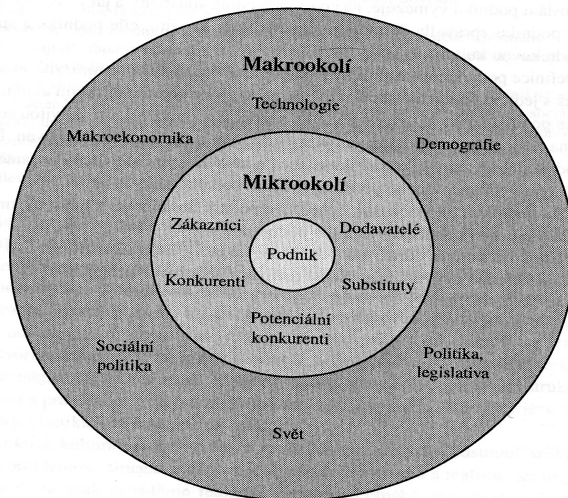 Makrookolí
Technologie
Makroekonomika
Demografie
Mikrookolí
Zákazníci
Dodavatelé
Podnik
Konkurenti
Substituty
Potenciální
konkurenti
Sociální
politika
Politika,
legislativa
Svět